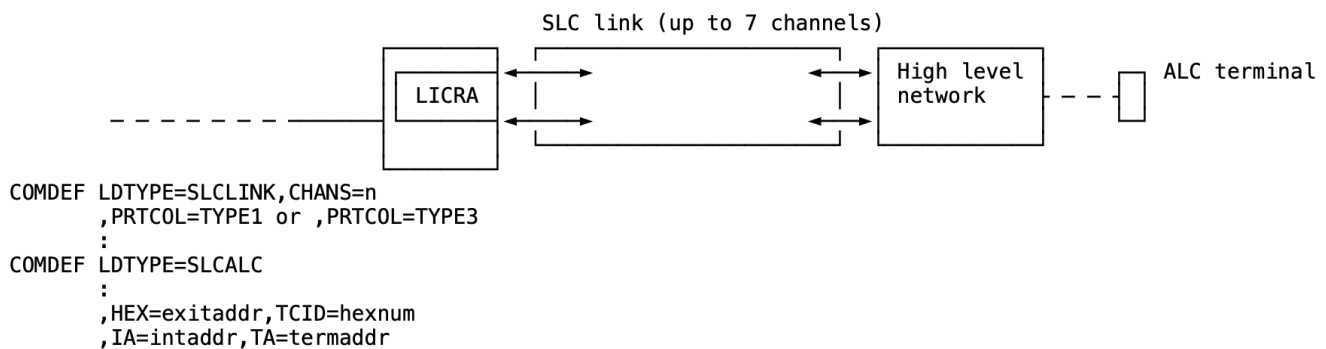 SLC link (up to 7 channels)
High level
network
ALC terminal
LICRA
COMDEF LDTYPE=SLCLINK,CHANS=n
,PRTCOL=TYPE1 or ,PRTCOL=TYPE3
:
COMDEF LDTYPE=SLCALC
:
,HEX=exitaddr,TCID=hexnum
,IA=intaddr,TA=termaddr